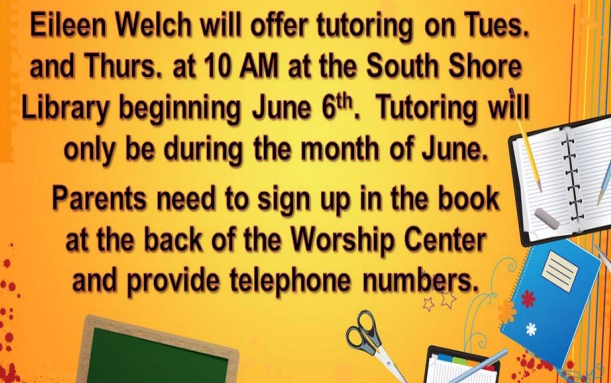 Eileen Welch will offer tutoring on Tues.
and Thurs. at 10 AM at the South Shore
Library beginning June 6th. Tutoring will
only be during the month of June.
Parents need to sign up in the book
at the back of the Worship Center
and provide telephone numbers.